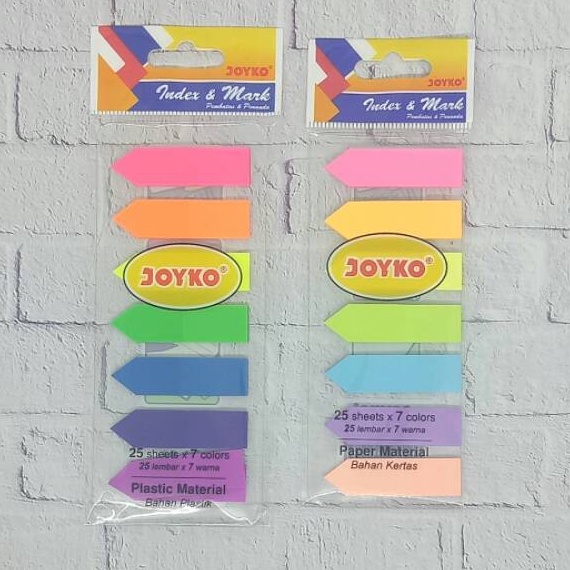 JOYKO®
Index & Mark
Pembatas & Penanda
JOYKO®
25 sheets x 7 colors
25 lembar x 7 warna
Plastic Material
Bahan Plastik
JOYKO®
Index & Mark
Pembatas & Penanda
JOYKO®
25 sheets x 7 colors
25 lembar x 7 warna
Paper Material
Bahan Kertas